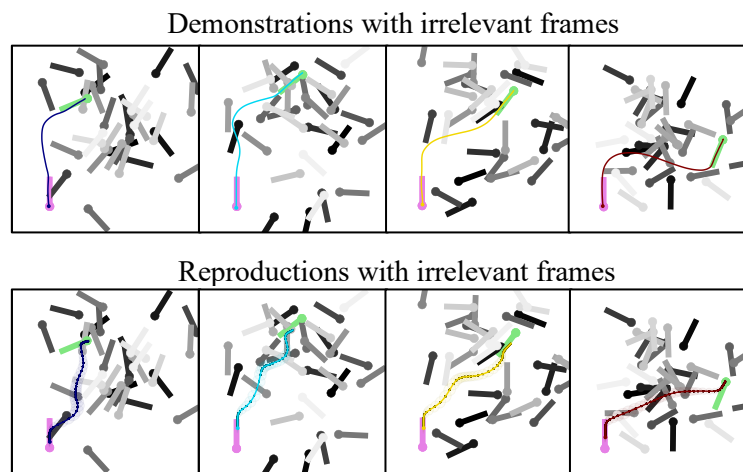 Demonstrations with irrelevant frames
Reproductions with irrelevant frames